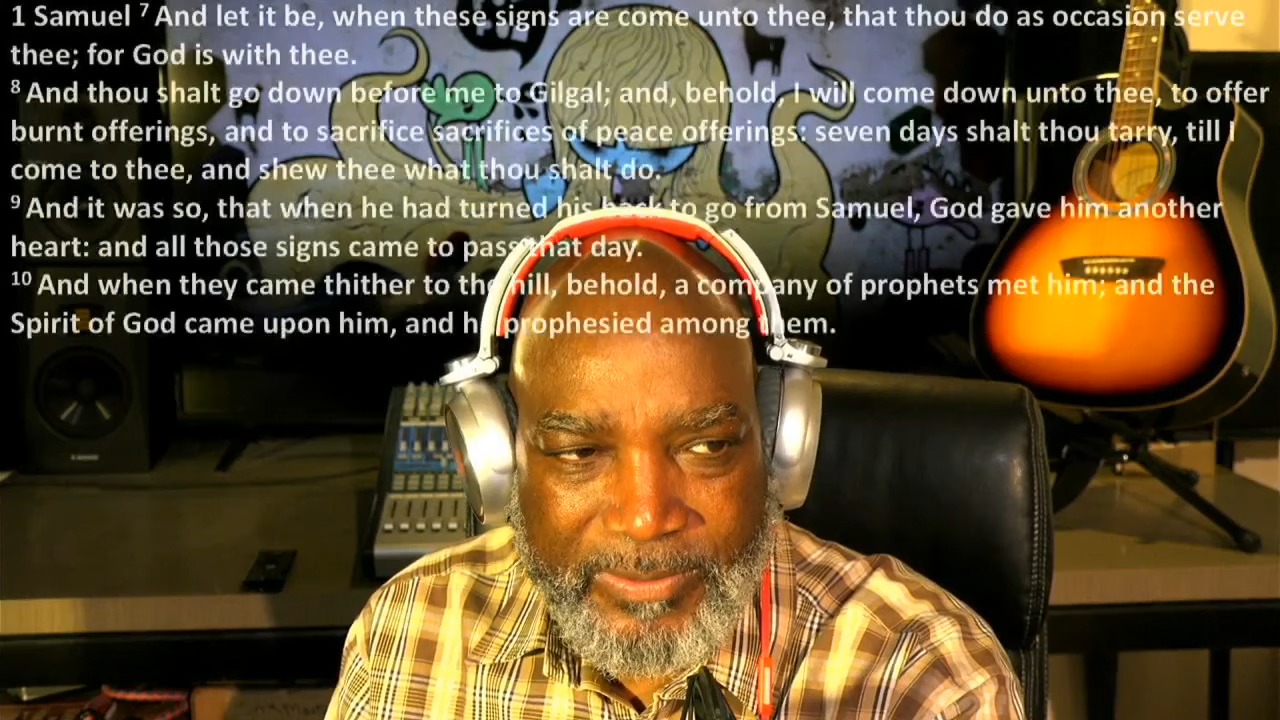 1 Samuel ⁷ And let it be, when these signs are come unto thee, that thou do as occasion serve
thee; for God is with thee.
⁸ And thou shalt go down before me to Gilgal; and, behold, I will come down unto thee, to offer
burnt offerings, and to sacrifice sacrifices of peace offerings: seven days shalt thou tarry, till I
come to thee, and shew thee what thou shalt do.
⁹ And it was so, that when he had turned his back to go from Samuel, God gave him another
heart: and all those signs came to pass that day.
¹⁰ And when they came thither to the hill, behold, a company of prophets met him; and the
Spirit of God came upon him, and he prophesied among them.